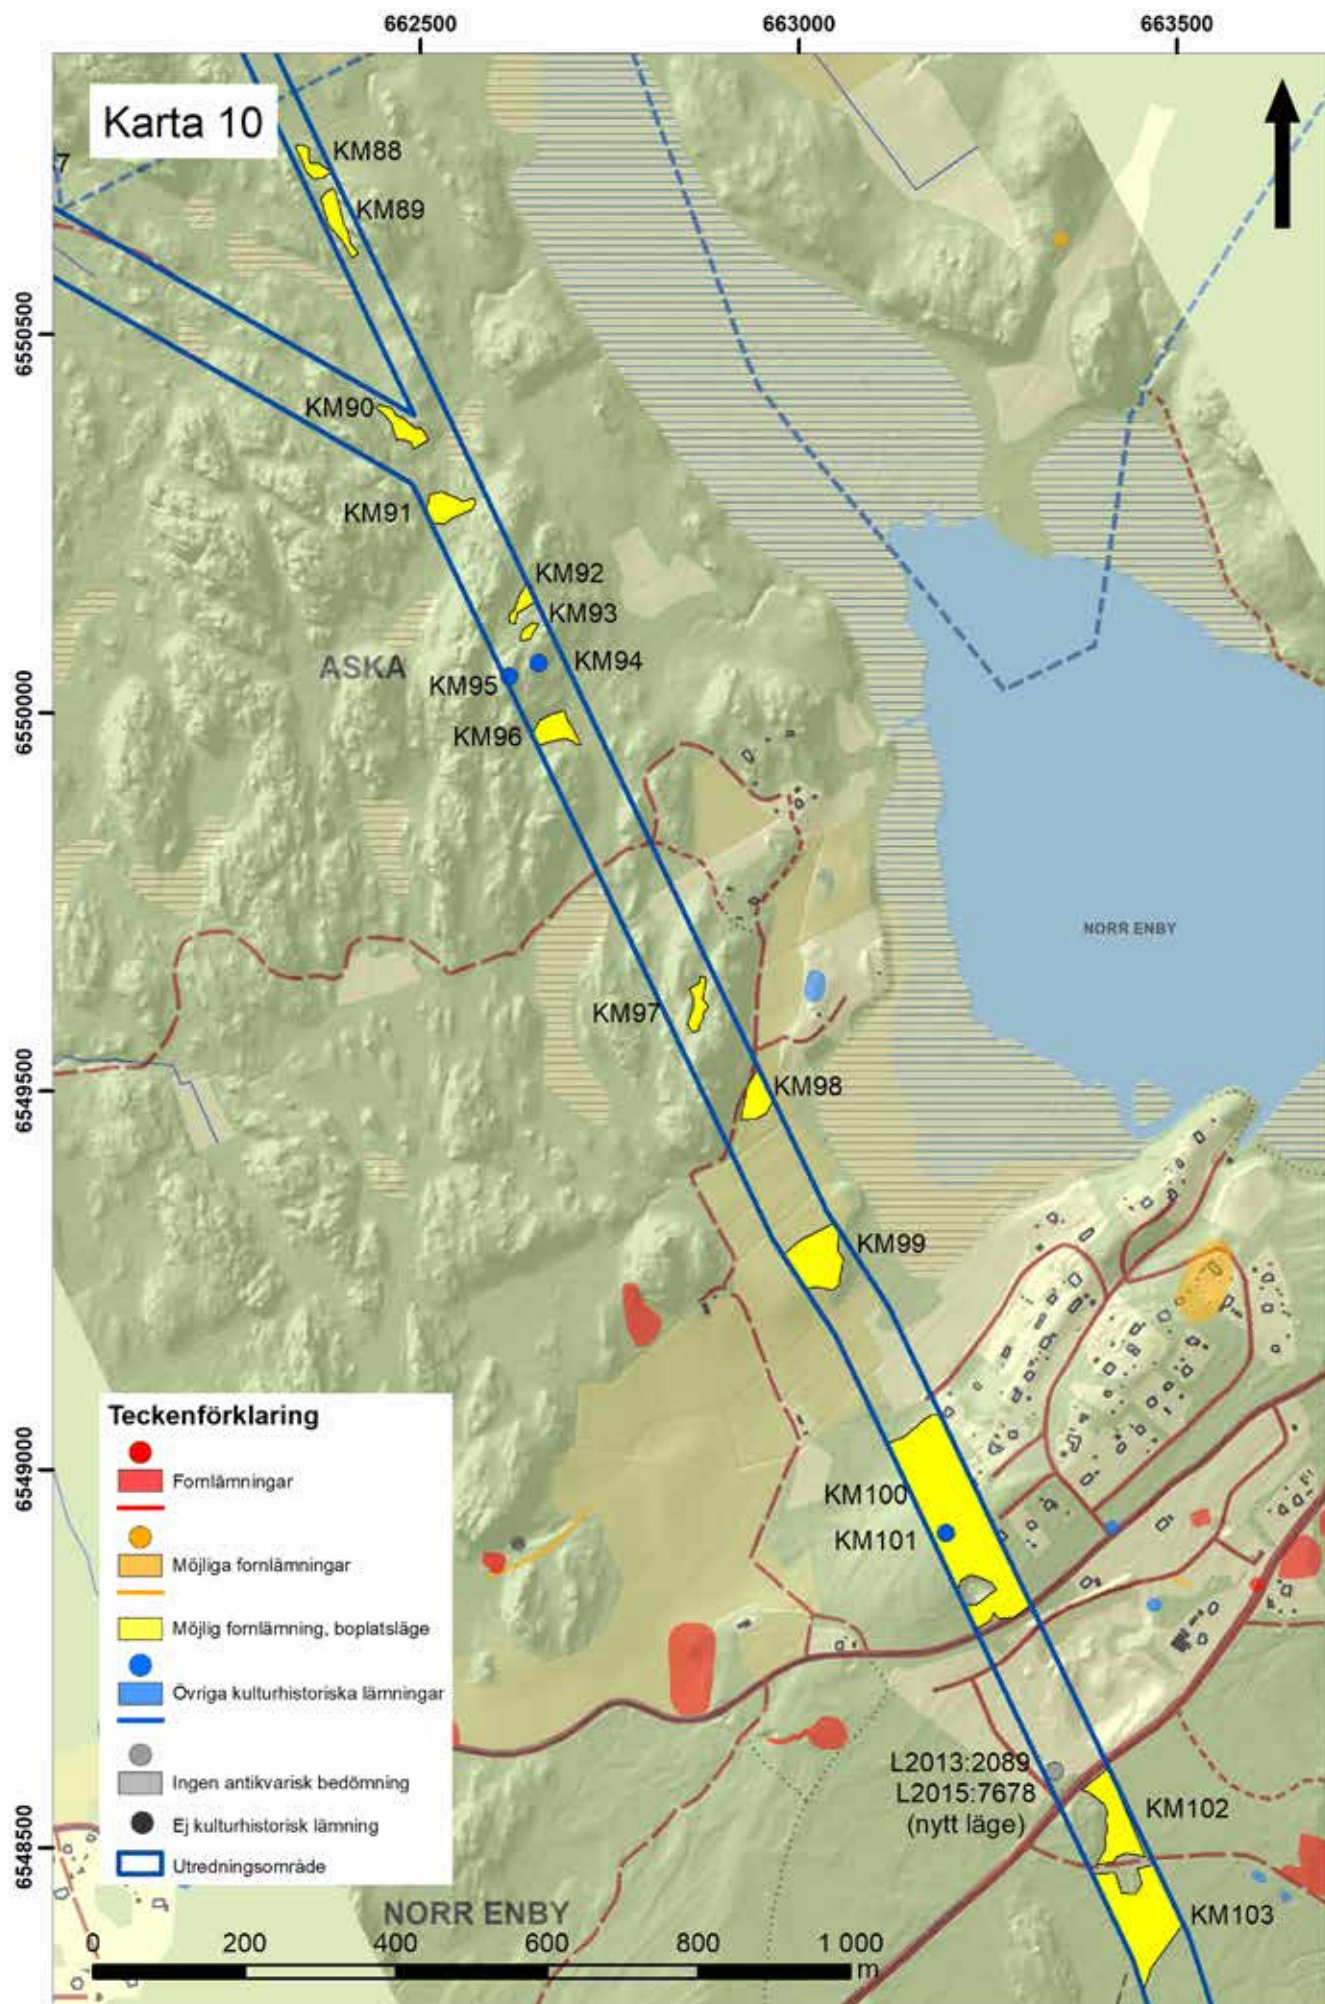 662500
663000
663500
Karta 10
7
KM88
KM89
6550500
KM90
KM91
KM92
KM93
ASKA
KM94
KM95
6550000
KM96
NORR ENBY
KM97
KM98
6549500
KM99
Teckenförklaring
Fornlämningar
Möjliga fornlämningar
Möjlig fornlämning, boplatsläge
Övriga kulturhistoriska lämningar
Ingen antikvarisk bedömning
Ej kulturhistorisk lämning
Utredningsområde
6549000
KM100
KM101
L2013:2089
L2015:7678
(nytt läge)
KM102
6548500
KM103
NORR ENBY
0 200 400 600 800 1 000
m